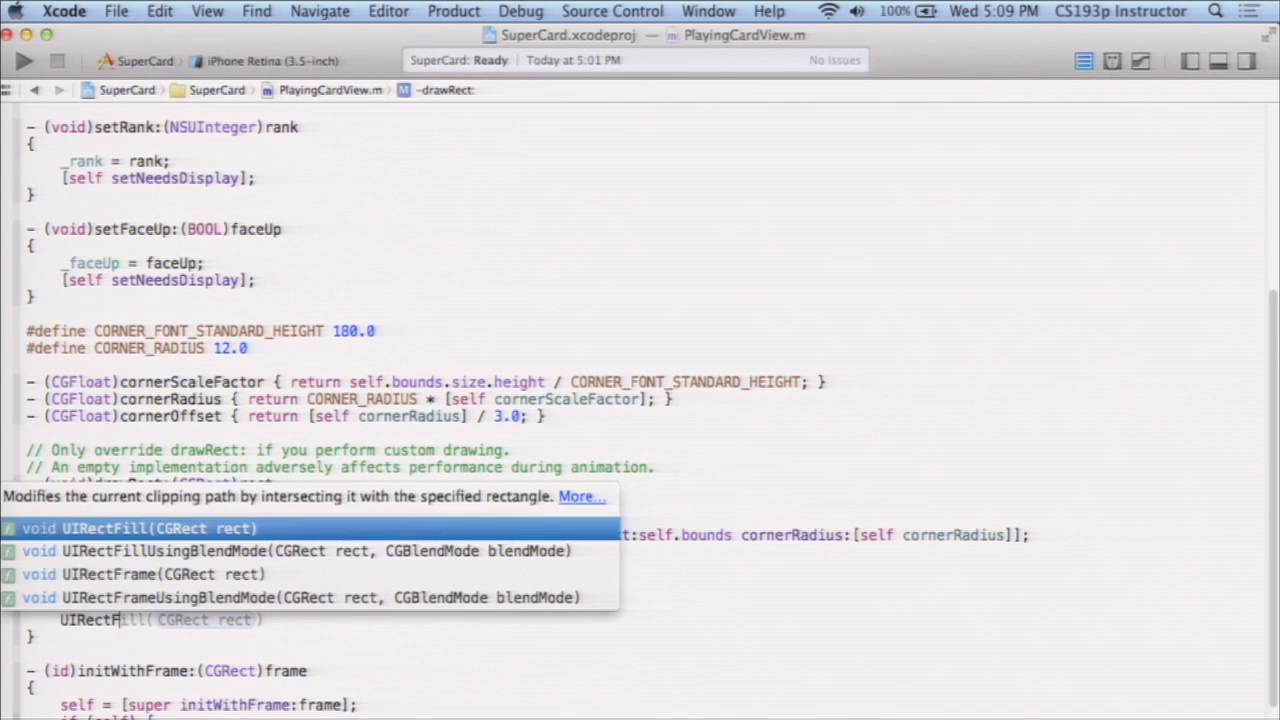 Xcode File Edit View Find Navigate Editor Product Debug Source Control Window Help 100% Wed 5:09 PM CS193p Instructor
SuperCard.xcodeproj — PlayingCardView.m
SuperCard iPhone Retina (3.5-inch) SuperCard: Ready Today at 5:01 PM No Issues
SuperCard SuperCard PlayingCardView.m M -drawRect:
- (void)setRank:(NSUInteger)rank
{
_rank = rank;
[self setNeedsDisplay];
}
- (void)setFaceUp:(BOOL)faceUp
{
_faceUp = faceUp;
[self setNeedsDisplay];
}
#define CORNER_FONT_STANDARD_HEIGHT 180.0
#define CORNER_RADIUS 12.0
- (CGFloat)cornerScaleFactor { return self.bounds.size.height / CORNER_FONT_STANDARD_HEIGHT; }
- (CGFloat)cornerRadius { return CORNER_RADIUS * [self cornerScaleFactor]; }
- (CGFloat)cornerOffset { return [self cornerRadius] / 3.0; }
// Only override drawRect: if you perform custom drawing.
// An empty implementation adversely affects performance during animation.
Modifies the current clipping path by intersecting it with the specified rectangle. More...
f void UIRectFill(CGRect rect)
t:self.bounds cornerRadius:[self cornerRadius]];
f void UIRectFillUsingBlendMode(CGRect rect, CGBlendMode blendMode)
f void UIRectFrame(CGRect rect)
f void UIRectFrameUsingBlendMode(CGRect rect, CGBlendMode blendMode)
UIRectFill(CGRect rect)
}
- (id)initWithFrame:(CGRect)frame
{
self = [super initWithFrame:frame];
if (self) {